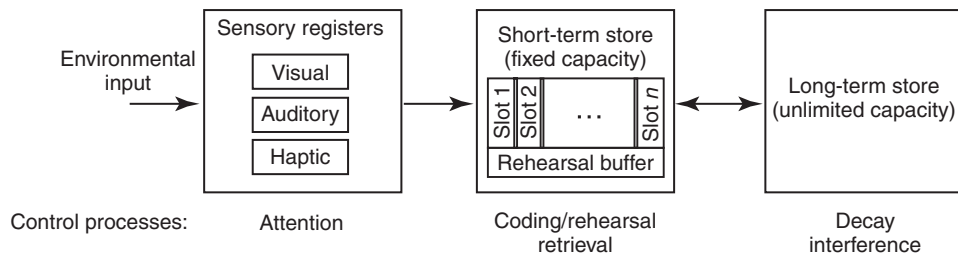 Environmental
input
Sensory registers
Visual
Auditory
Haptic
Short-term store
(fixed capacity)
Slot 1
Slot 2
...
Slot n
Rehearsal buffer
Long-term store
(unlimited capacity)
Control processes:
Attention
Coding/rehearsal
retrieval
Decay
interference